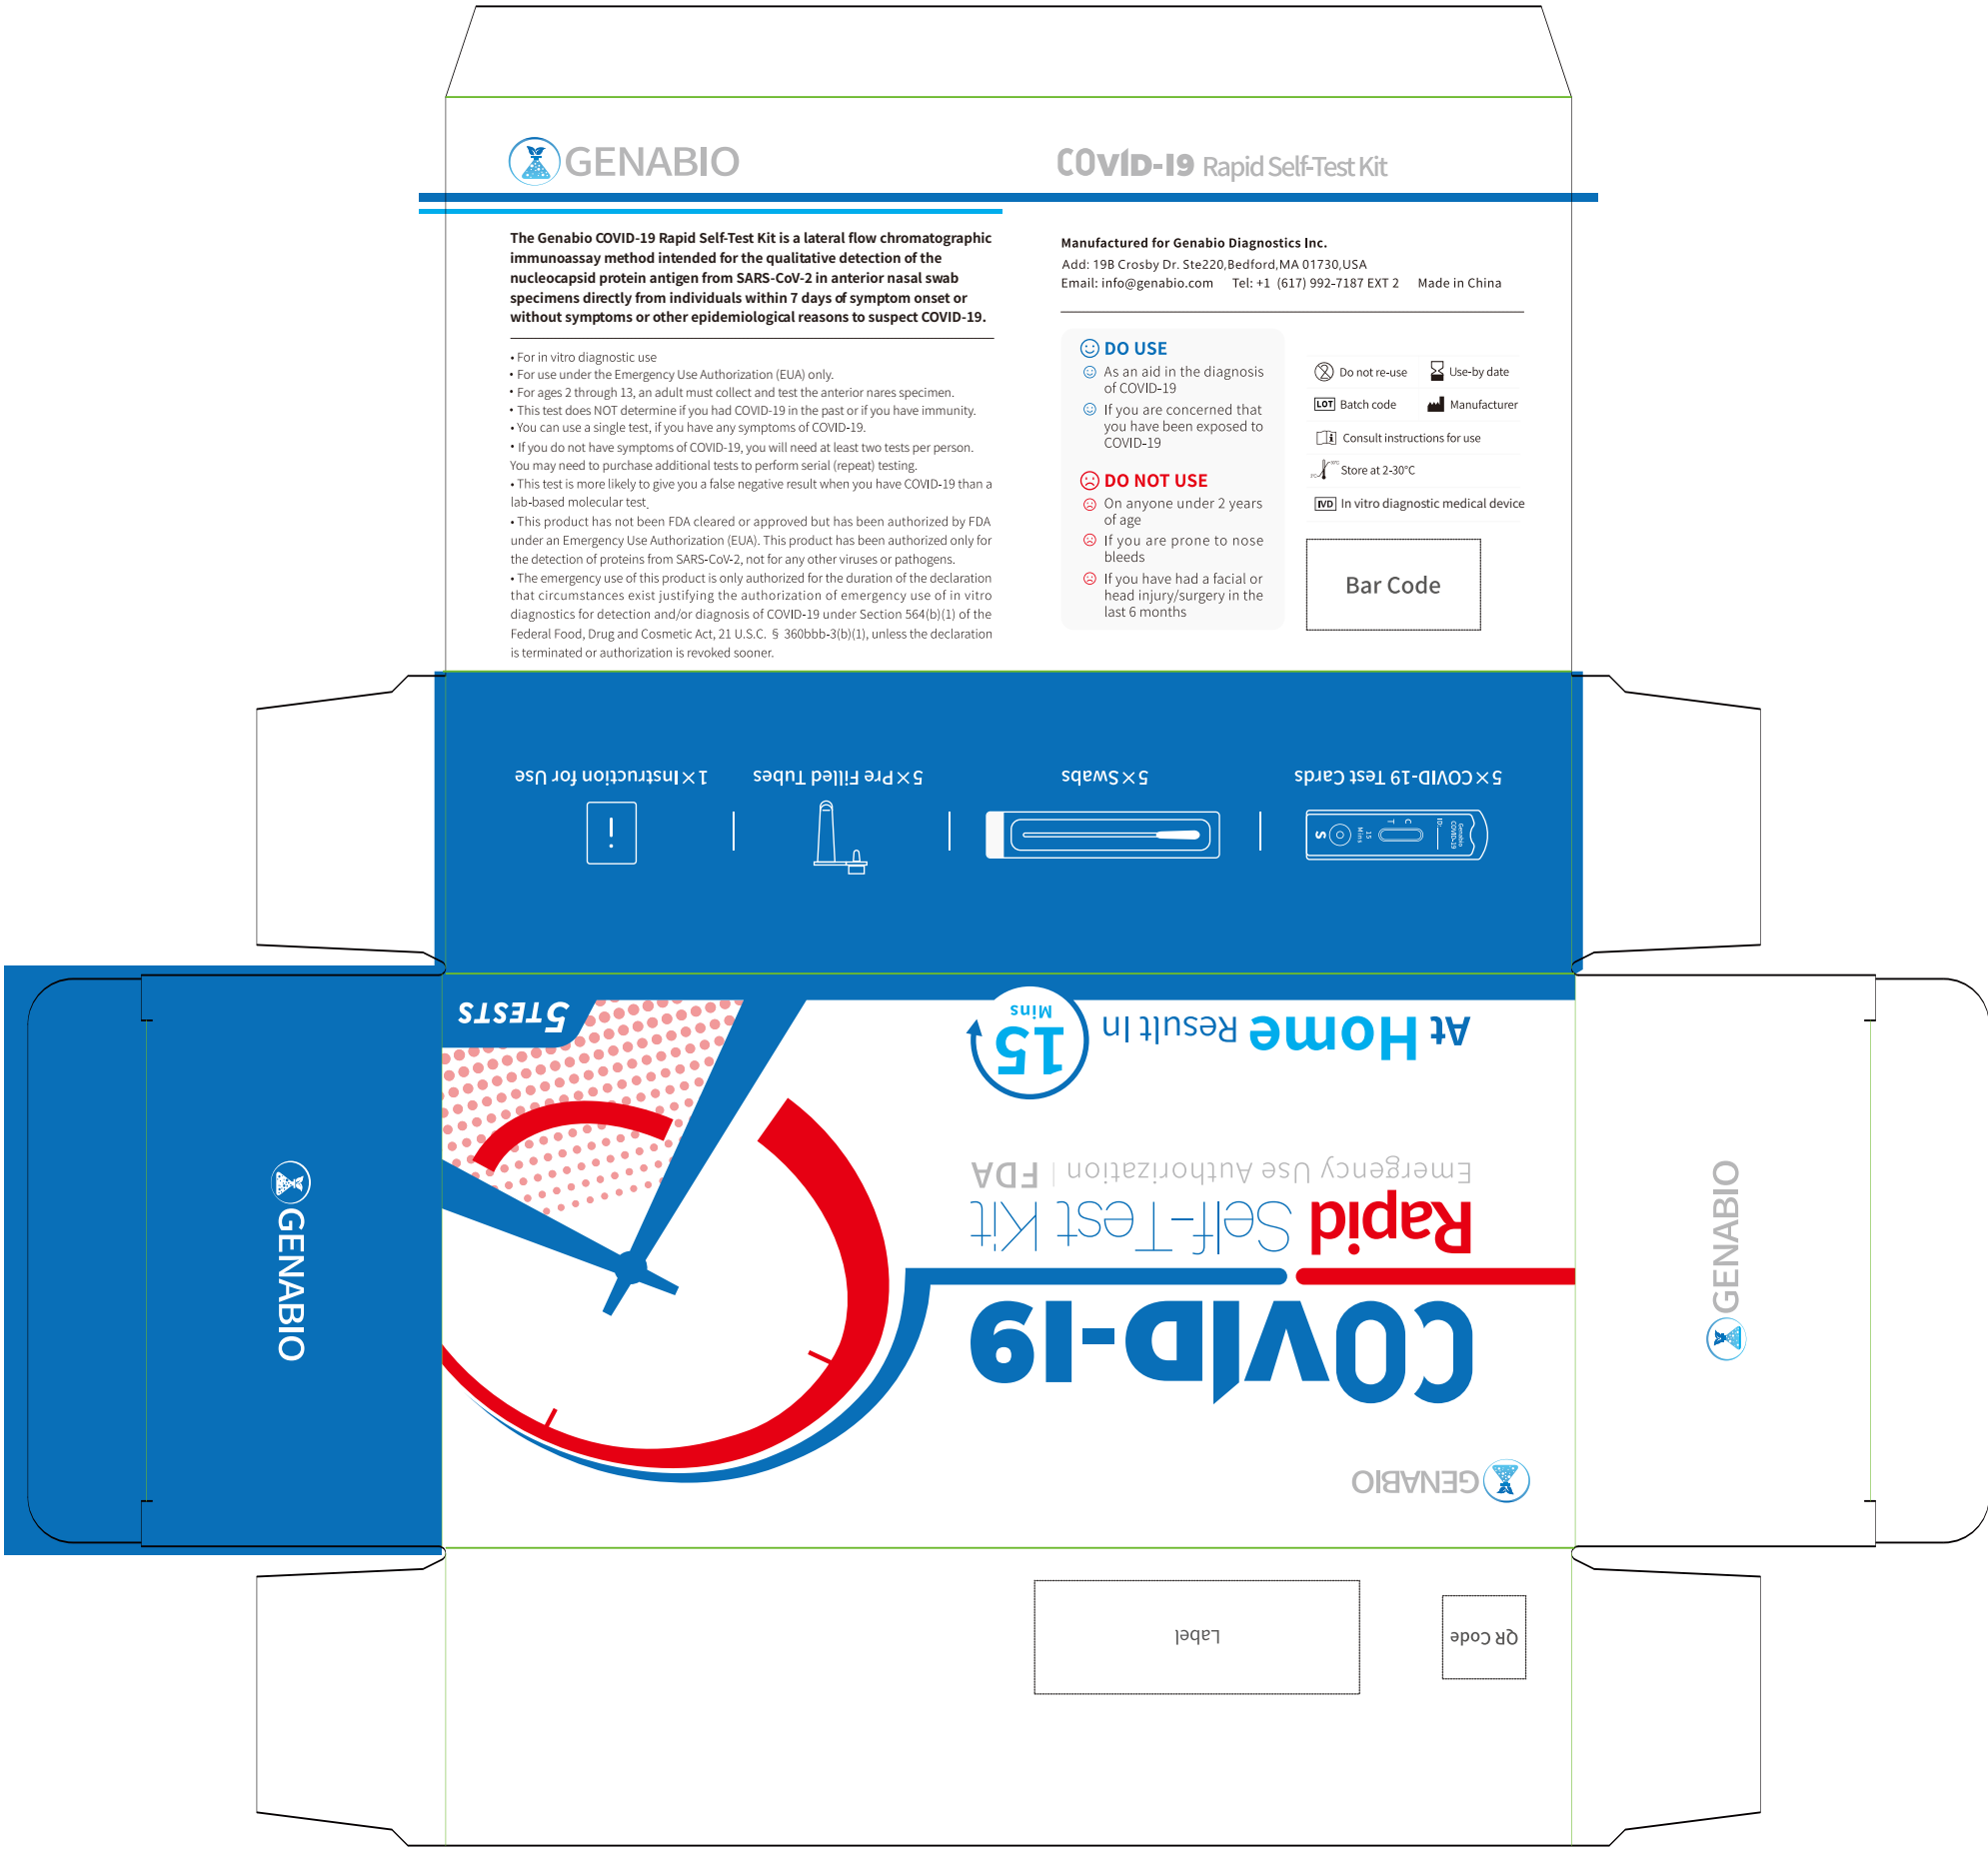 GENABIO
COVID-19 Rapid Self-Test Kit
The Genabio COVID-19 Rapid Self-Test Kit is a lateral flow chromatographic
immunoassay method intended for the qualitative detection of the
nucleocapsid protein antigen from SARS-CoV-2 in anterior nasal swab
specimens directly from individuals within 7 days of symptom onset or
without symptoms or other epidemiological reasons to suspect COVID-19.
• For in vitro diagnostic use
• For use under the Emergency Use Authorization (EUA) only.
• For ages 2 through 13, an adult must collect and test the anterior nares specimen.
• This test does NOT determine if you had COVID-19 in the past or if you have immunity.
• You can use a single test, if you have any symptoms of COVID-19.
• If you do not have symptoms of COVID-19, you will need at least two tests per person.
You may need to purchase additional tests to perform serial (repeat) testing.
• This test is more likely to give you a false negative result when you have COVID-19 than a
lab-based molecular test.
• This product has not been FDA cleared or approved but has been authorized by FDA
under an Emergency Use Authorization (EUA). This product has been authorized only for
the detection of proteins from SARS-CoV-2, not for any other viruses or pathogens.
• The emergency use of this product is only authorized for the duration of the declaration
that circumstances exist justifying the authorization of emergency use of in vitro
diagnostics for detection and/or diagnosis of COVID-19 under Section 564(b)(1) of the
Federal Food, Drug and Cosmetic Act, 21 U.S.C. § 360bbb-3(b)(1), unless the declaration
is terminated or authorization is revoked sooner.
Manufactured for Genabio Diagnostics Inc.
Add: 19B Crosby Dr. Ste220,Bedford,MA 01730,USA
Email: info@genabio.com Tel: +1 (617) 992-7187 EXT 2 Made in China
DO USE
As an aid in the diagnosis
of COVID-19
If you are concerned that
you have been exposed to
COVID-19
DO NOT USE
On anyone under 2 years
of age
If you are prone to nose
bleeds
If you have had a facial or
head injury/surgery in the
last 6 months
2 Do not re-use
Use-by date
LOT Batch code
Manufacturer
Consult instructions for use
2°C 30°C Store at 2-30°C
IVD In vitro diagnostic medical device
Bar Code
5×COVID-19 Test Cards
5×Swabs
5×Pre Filled Tubes
1×Instruction for Use
Genabio
COVID-19
ID:
C
T
15
Mins
S
GENABIO
COVID-19
Rapid Self-Test Kit
Emergency Use Authorization | FDA
At Home Result In 15 Mins
5TESTS
GENABIO
GENABIO
Label
QR Code